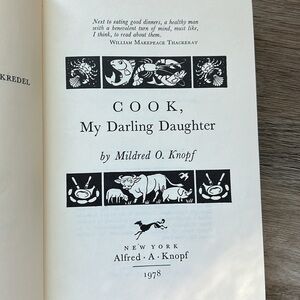 KREDEL
Next to eating good dinners, a healthy man
with a benevolent turn of mind, must like,
I think, to read about them.
WILLIAM MAKEPEACE THACKERAY
COOK,
My Darling Daughter
by Mildred O. Knopf
NEW YORK
Alfred · A · Knopf
1978